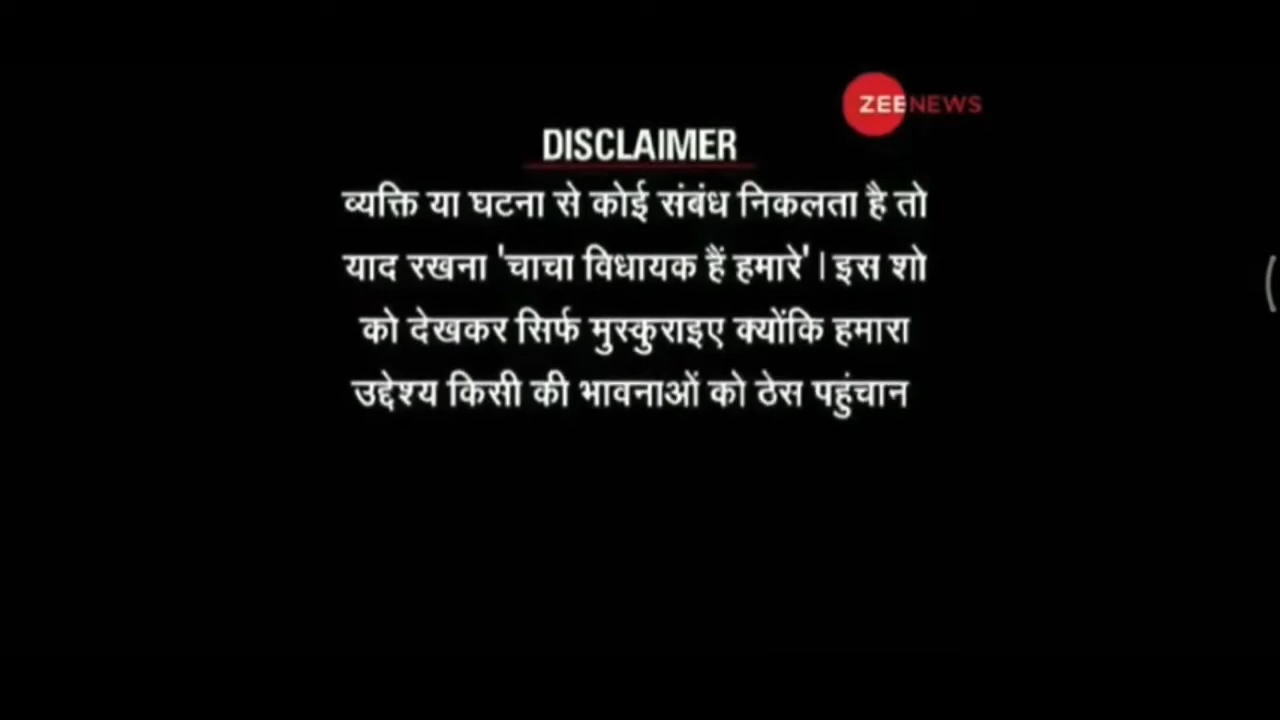 ZEENEWS
DISCLAIMER
व्यक्ति या घटना से कोई संबंध निकलता है तो
याद रखना 'चाचा विधायक हैं हमारे' | इस शो
को देखकर सिर्फ मुस्कुराइए क्योंकि हमारा
उद्देश्य किसी की भावनाओं को ठेस पहुंचान